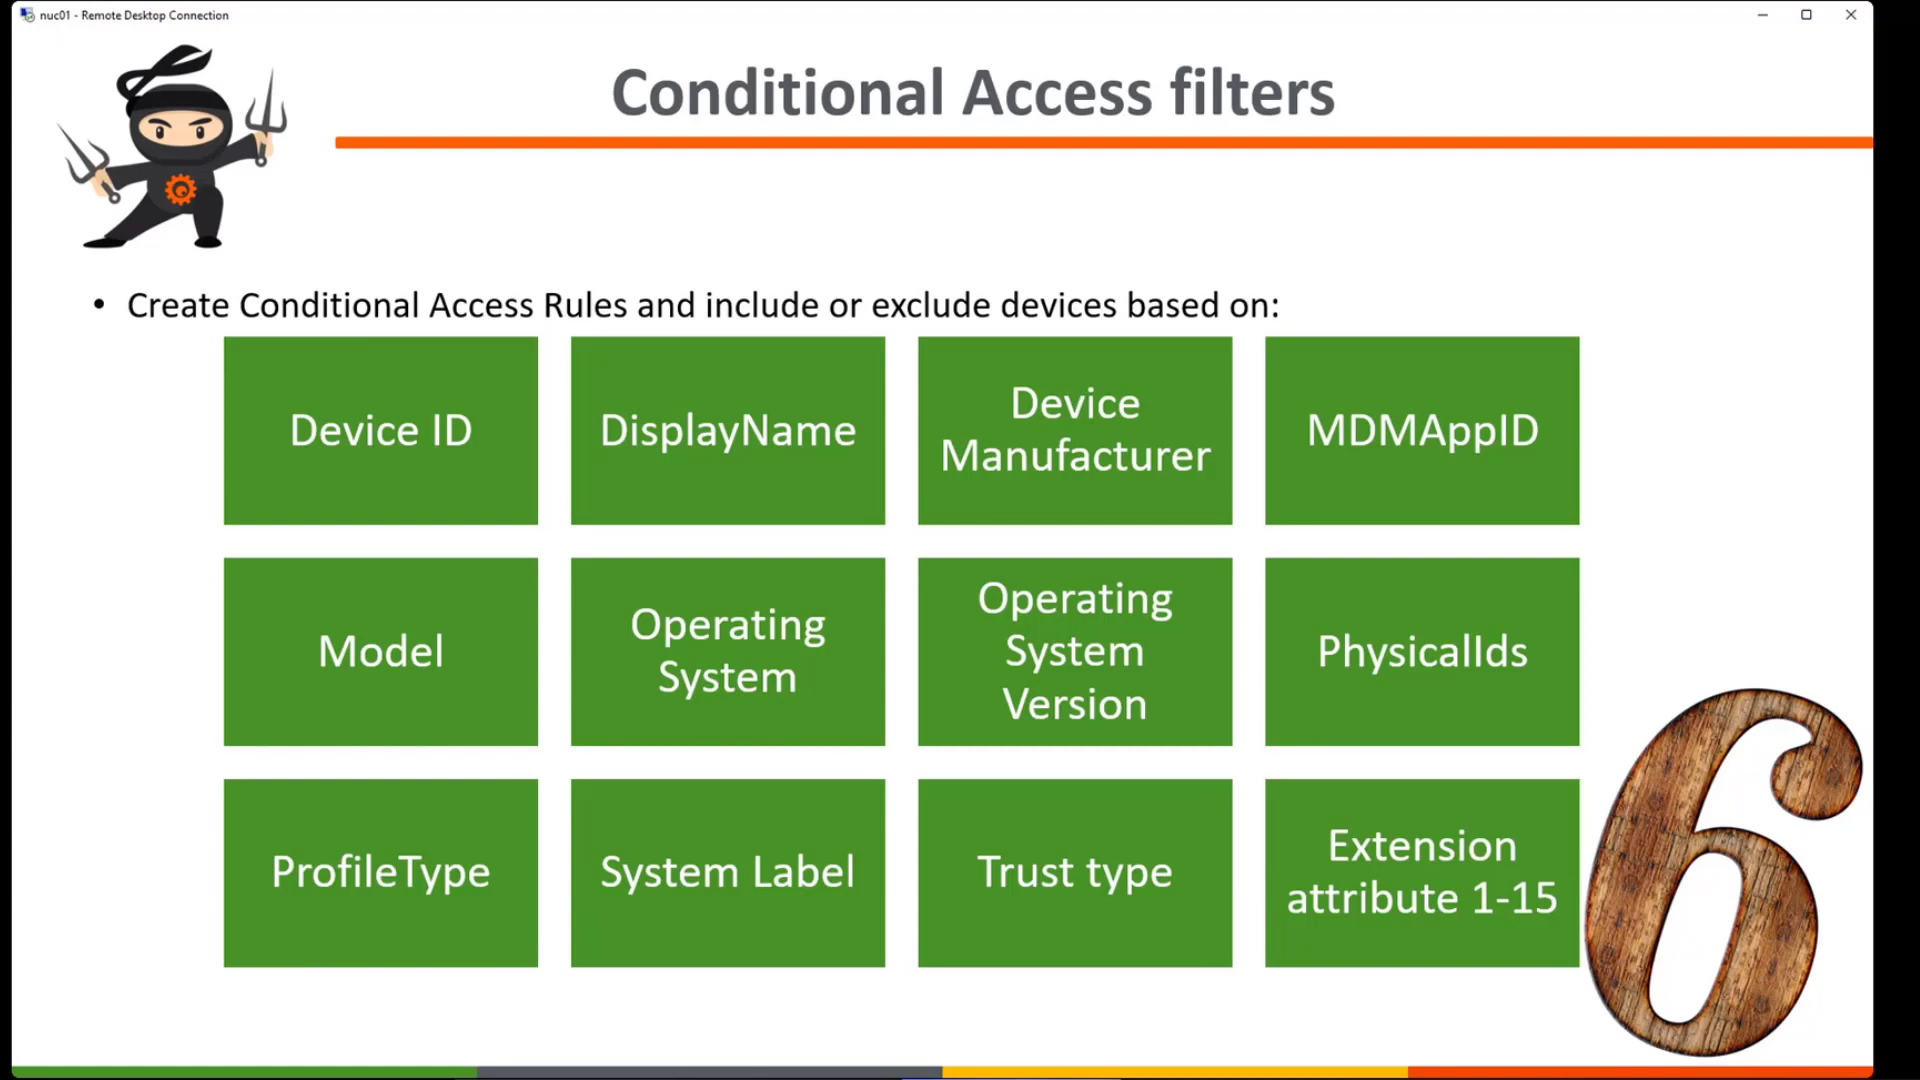 nuc01 - Remote Desktop Connection
Conditional Access filters
• Create Conditional Access Rules and include or exclude devices based on:
Device ID
DisplayName
Device
Manufacturer
MDMAppID
Model
Operating
System
Operating
System
Version
PhysicalIds
ProfileType
System Label
Trust type
Extension
attribute 1-15
6